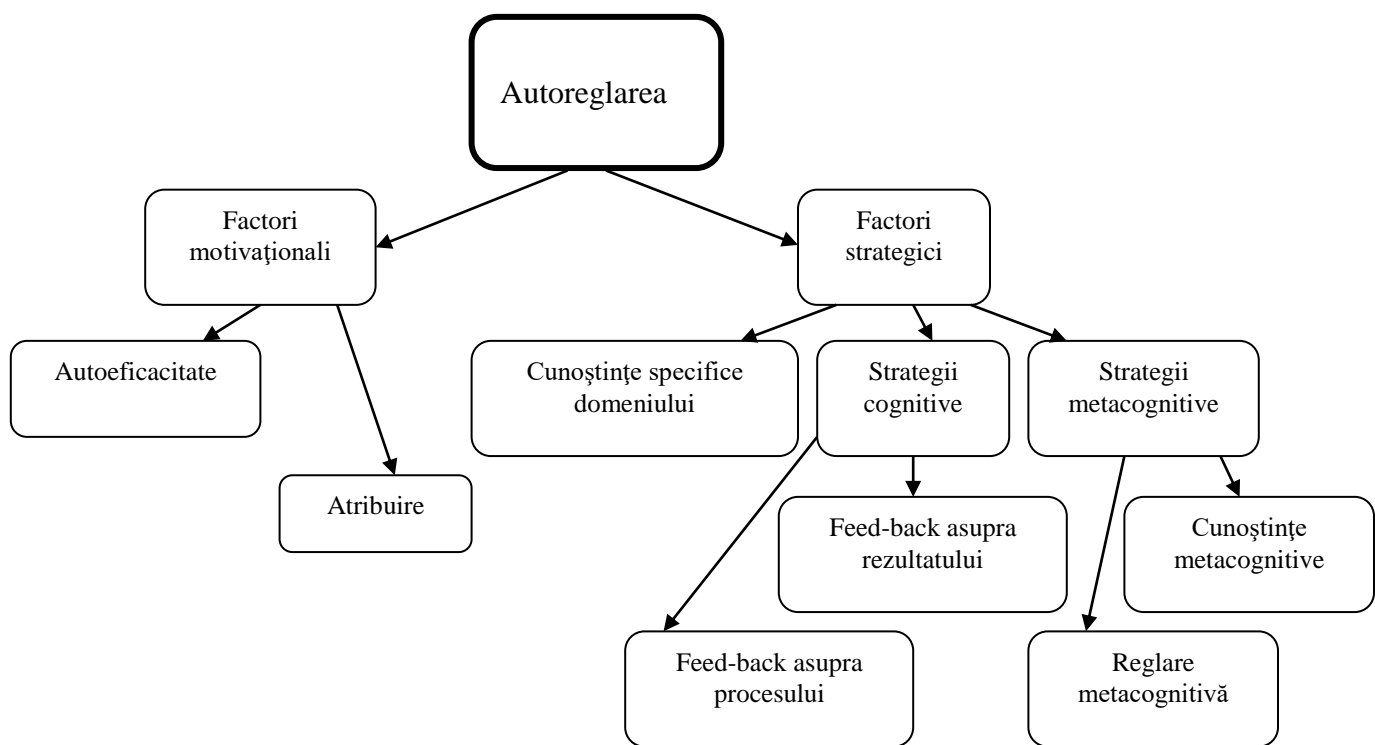 Autoreglarea
Factori
motivaţionali
Factori
strategici
Autoeficacitate
Cunoştinţe specifice
domeniului
Strategii
cognitive
Strategii
metacognitive
Atribuire
Feed-back asupra
rezultatului
Cunoştinţe
metacognitive
Feed-back asupra
procesului
Reglare
metacognitivă